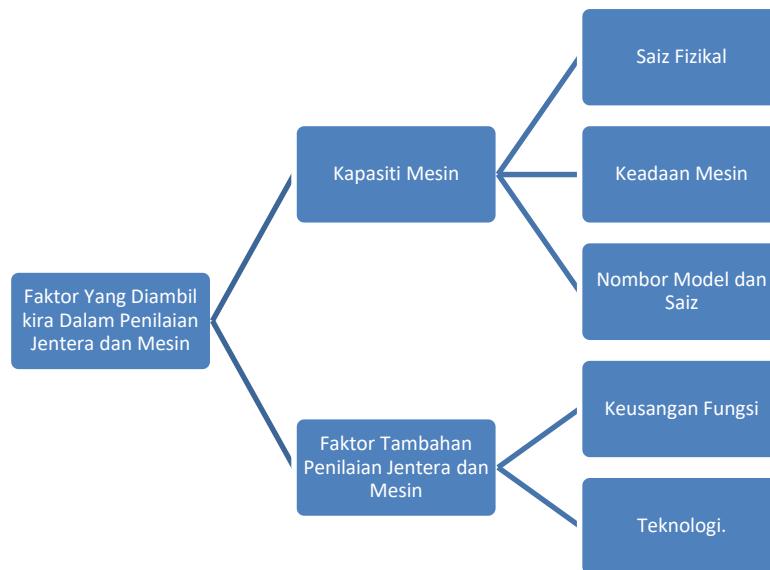 Faktor Yang Diambil
kira Dalam Penilaian
Jentera dan Mesin
Kapasiti Mesin
Saiz Fizikal
Keadaan Mesin
Nombor Model dan
Saiz
Faktor Tambahan
Penilaian Jentera dan
Mesin
Keusangan Fungsi
Teknologi.